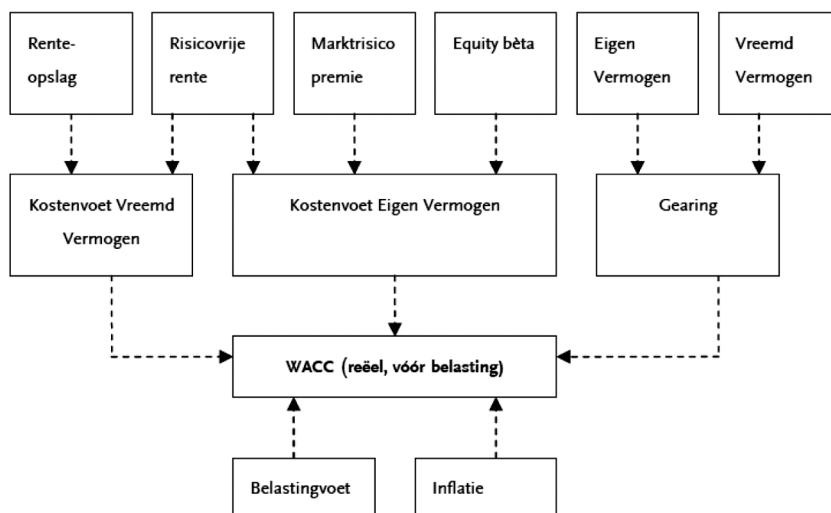 Rente-
opslag
Risicovrije
rente
Marktrisico
premie
Equity bèta
Eigen
Vermogen
Vreemd
Vermogen
Kostenvoet Vreemd
Vermogen
Kostenvoet Eigen Vermogen
Gearing
WACC (reëel, vóór belasting)
Belastingvoet
Inflatie